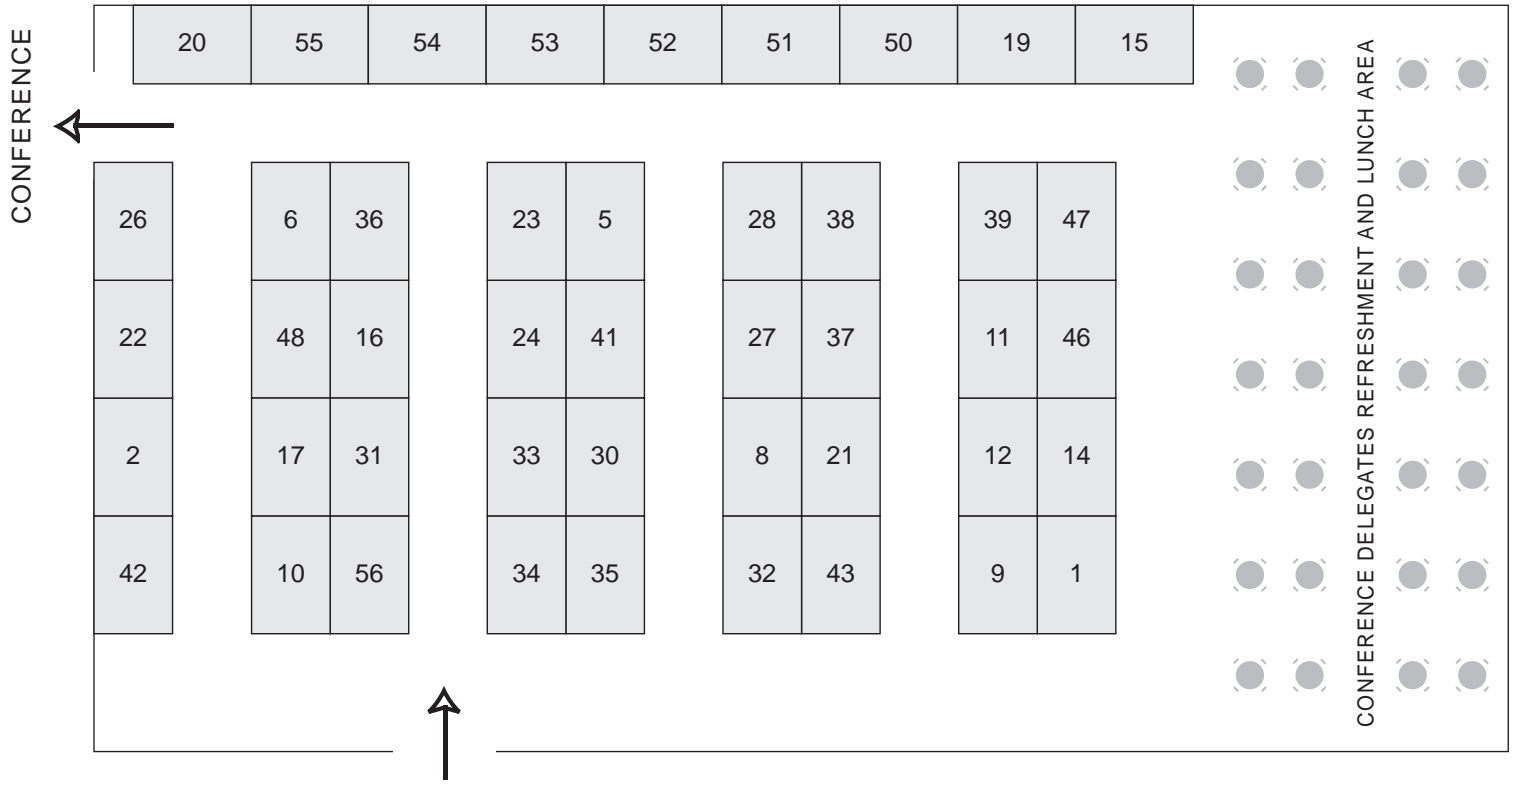 CONFERENCE
20 55 54 53 52 51 50 19 15
26 6 36 23 5 28 38 39 47
22 48 16 24 41 27 37 11 46
2 17 31 33 30 8 21 12 14
42 10 56 34 35 32 43 9 1
CONFERENCE DELEGATES REFRESHMENT AND LUNCH AREA